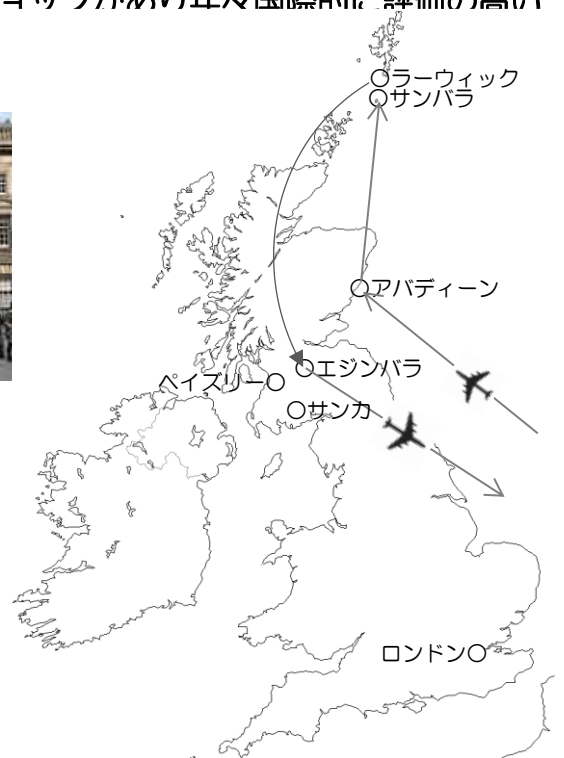 ラーウィック
サンバラ
アバディーン
エジンバラ
ペイズリー
サンカ
ロンドン